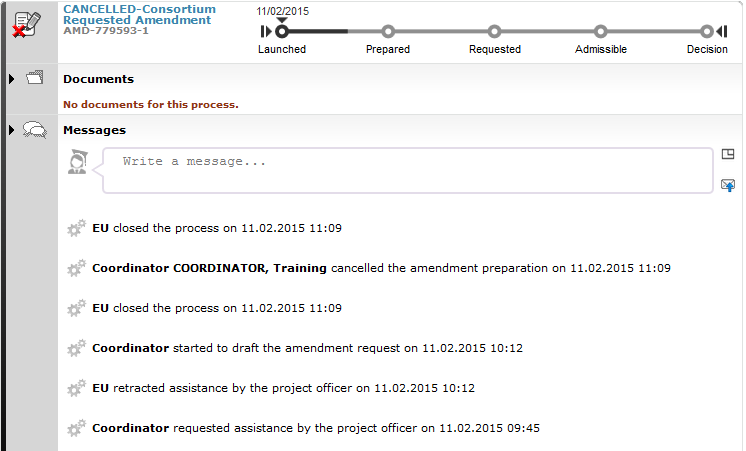 CANCELLED-Consortium
Requested Amendment
AMD-779593-1
11/02/2015
Launched Prepared Requested Admissible Decision
Documents
No documents for this process.
Messages
Write a message...
EU closed the process on 11.02.2015 11:09
Coordinator COORDINATOR, Training cancelled the amendment preparation on 11.02.2015 11:09
EU closed the process on 11.02.2015 11:09
Coordinator started to draft the amendment request on 11.02.2015 10:12
EU retracted assistance by the project officer on 11.02.2015 10:12
Coordinator requested assistance by the project officer on 11.02.2015 09:45